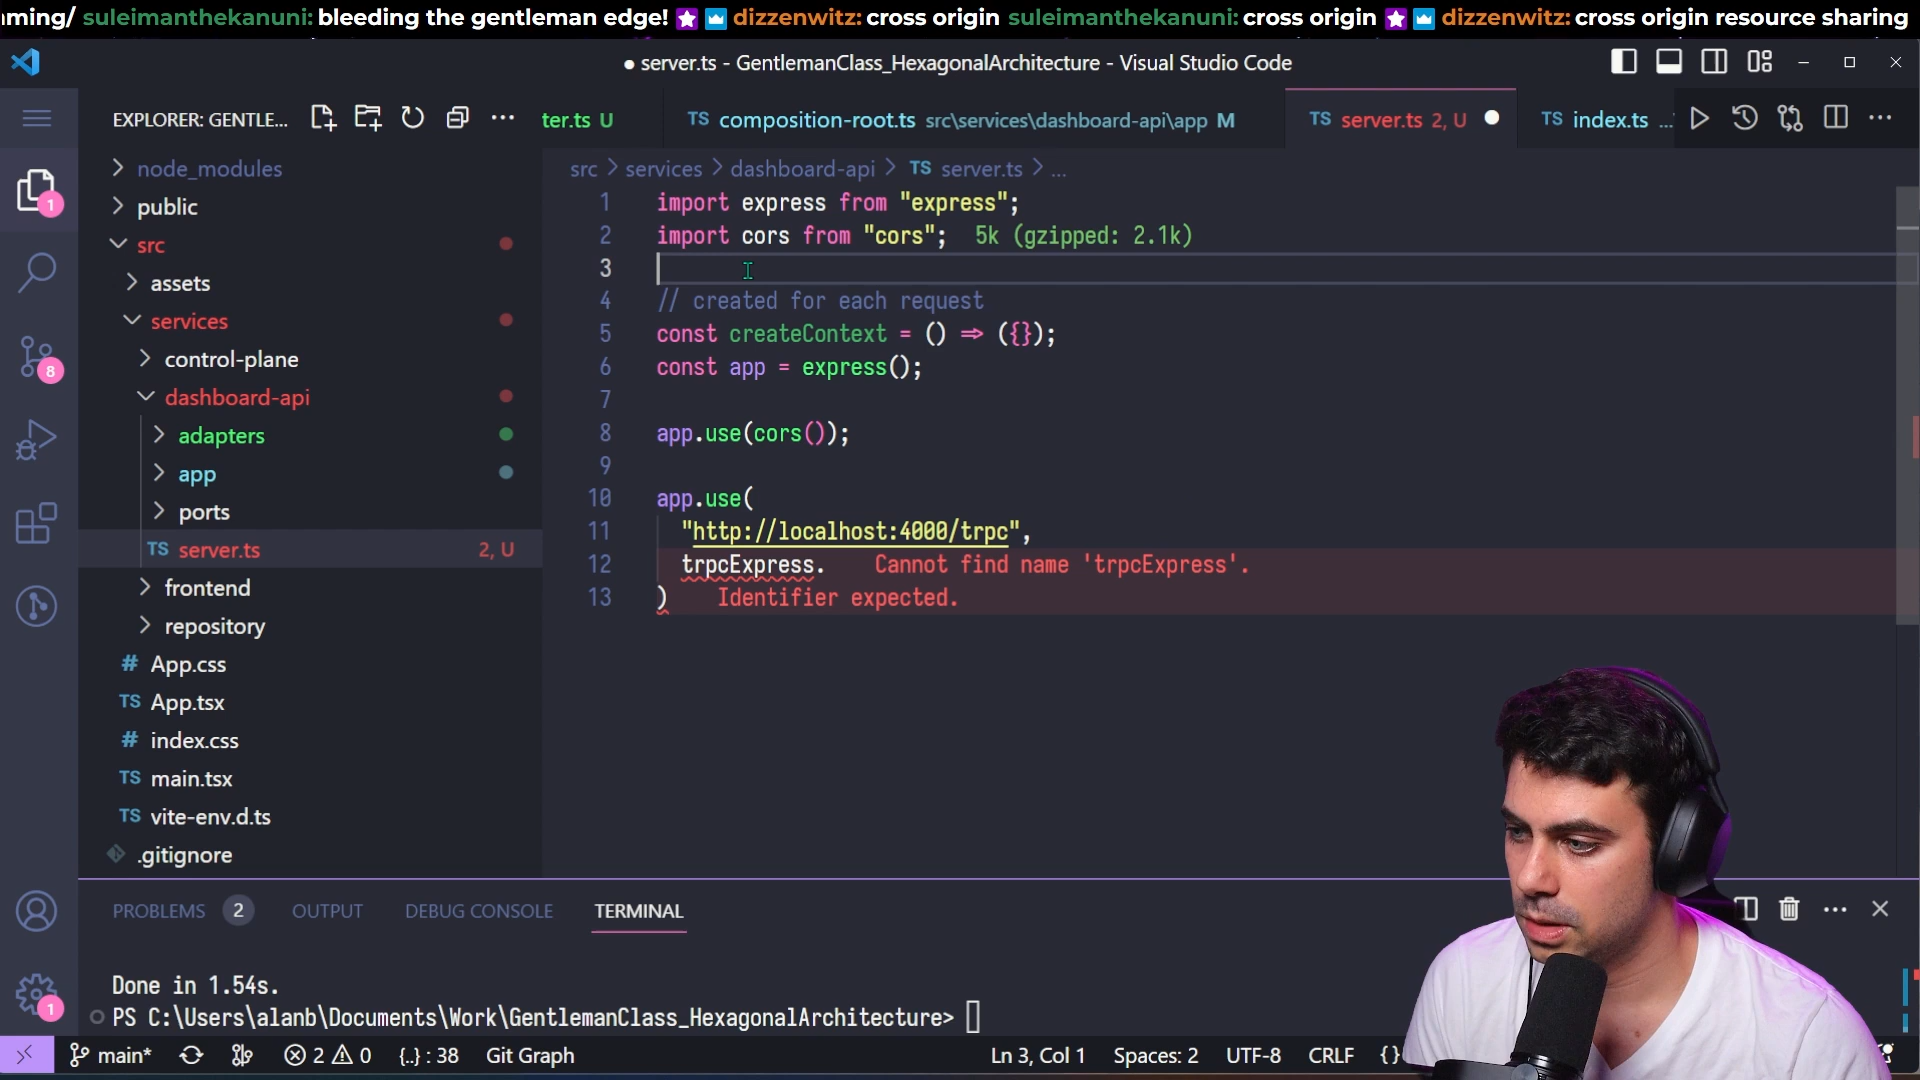 ming/ suleimanthekanuni: bleeding the gentleman edge! dizzenwitz: cross origin suleimanthekanuni: cross origin dizzenwitz: cross origin resource sharing
● server.ts - GentlemanClass_HexagonalArchitecture - Visual Studio Code
EXPLORER: GENTLE... ter.ts U TS composition-root.ts src\services\dashboard-api\app M TS server.ts 2, U TS index.ts ...
src > services > dashboard-api > TS server.ts > ...
node_modules
public
src
assets
services
control-plane
dashboard-api
adapters
app
ports
TS server.ts 2, U
frontend
repository
# App.css
TS App.tsx
# index.css
TS main.tsx
TS vite-env.d.ts
.gitignore
1
8
1
1 import express from "express";
2 import cors from "cors"; 5k (gzipped: 2.1k)
3
4 // created for each request
5 const createContext = () => ({});
6 const app = express();
7
8 app.use(cors());
9
10 app.use(
11 "http://localhost:4000/trpc",
12 trpcExpress. Cannot find name 'trpcExpress'.
13 ) Identifier expected.
PROBLEMS 2 OUTPUT DEBUG CONSOLE TERMINAL
Done in 1.54s.
PS C:\Users\alanb\Documents\Work\GentlemanClass_HexagonalArchitecture>
main* 2 0 {..} : 38 Git Graph Ln 3, Col 1 Spaces: 2 UTF-8 CRLF {}